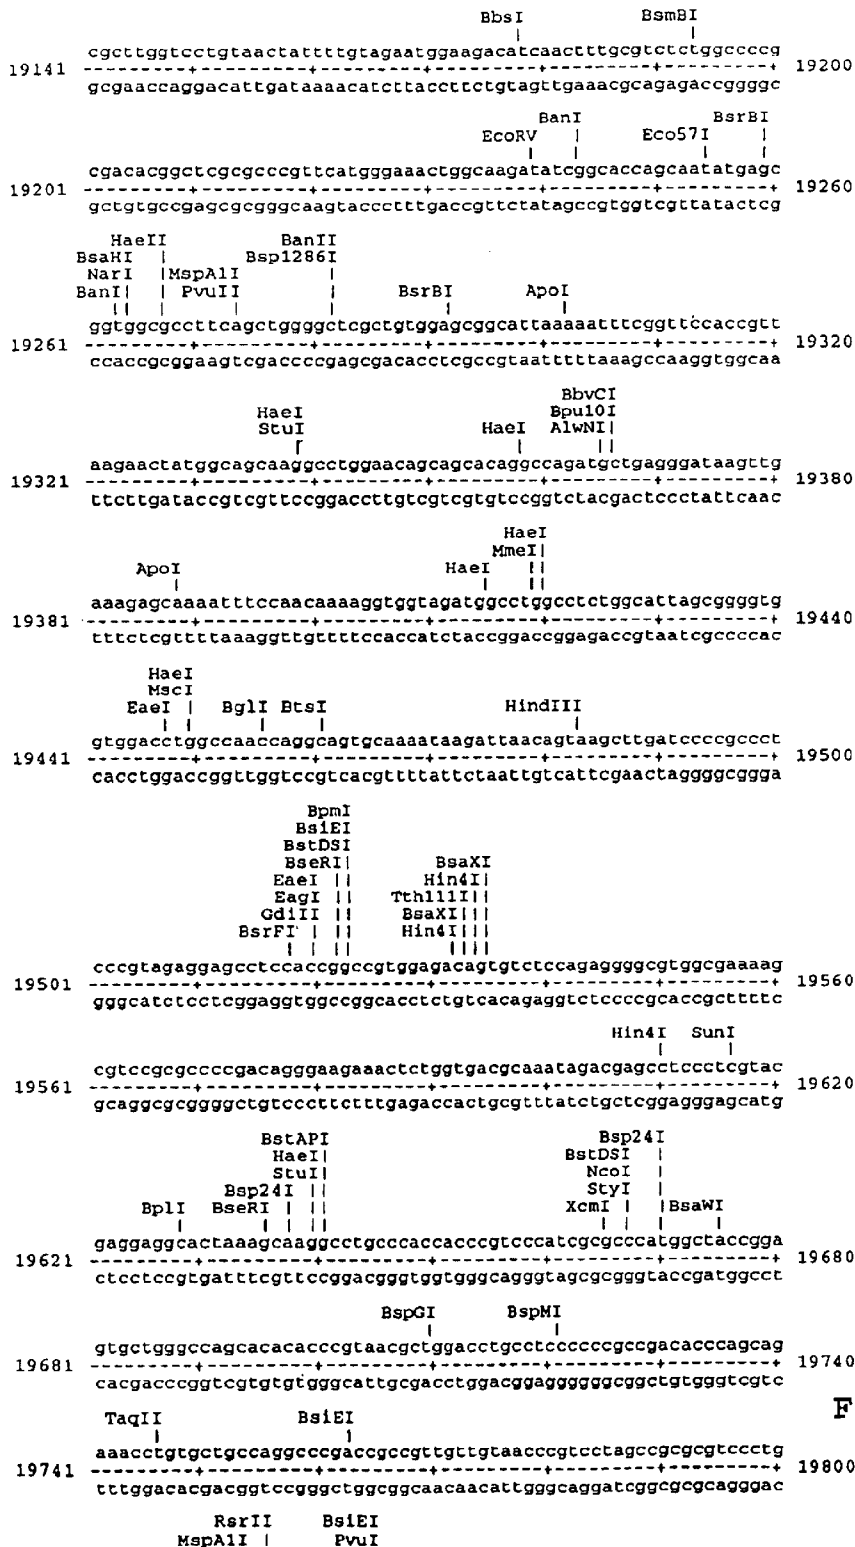 BbsI BsmBI
cgcttggtcctgtaactattttgtagaatggaagacatcaactttgcgtctctggccccg
19141 ---------+---------+---------+---------+---------+---------+ 19200
gcgaaccaggacattgataaaacatcttaccttctgtagttgaaacgcagagaccggggc
BanI BsrBI
EcoRV Eco57I
cgacacggctcgcgcccgttcatgggaaactggcaagatatcggcaccagcaatatgagc
19201 ---------+---------+---------+---------+---------+---------+ 19260
gctgtgccgagcgcgggcaagtaccctttgaccgttctatagccgtggtcgttatactcg
HaeII BanII
BsaHI Bsp1286I
NarI MspA1I
BanI PvuII BsrBI ApoI
ggtggcgccttcagctggggctcgctgtggagcggcattaaaaatttcggttccaccgtt
19261 ---------+---------+---------+---------+---------+---------+ 19320
ccaccgcggaagtcgaccccgagcgacacctcgccgtaatttttaaagccaaggtggcaa
BbvCI
HaeI Bpu10I
StuI HaeI AlwNI
aagaactatggcagcaaggcctggaacagcagcacaggccagatgctgagggataagttg
19321 ---------+---------+---------+---------+---------+---------+ 19380
ttcttgataccgtcgttccggaccttgtcgtcgtgtccggtctacgactccctattcaac
HaeI
MmeI
ApoI HaeI
aaagagcaaaatttccaacaaaaggtggtagatggcctggcctctggcattagcggggtg
19381 ---------+---------+---------+---------+---------+---------+ 19440
tttctcgttttaaaggttgttttccaccatctaccggaccggagaccgtaatcgccccac
HaeI
MscI
EaeI BglI BtsI HindIII
gtggacctggccaaccaggcagtgcaaaataagattaacagtaagcttgatccccgccct
19441 ---------+---------+---------+---------+---------+---------+ 19500
cacctggaccggttggtccgtcacgttttattctaattgtcattcgaactaggggcggga
BpmI
BsiEI
BstDSI
BseRI BsaXI
EaeI Hin4I
EagI Tth111I
GdiII BsaXI
BsrFI Hin4I
cccgtagaggagcctccaccggccgtggagacagtgtctccagaggggcgtggcgaaaag
19501 ---------+---------+---------+---------+---------+---------+ 19560
gggcatctcctcggaggtggccggcacctctgtcacagaggtctccccgcaccgcttttc
Hin4I SunI
cgtccgcgccccgacagggaagaaactctggtgacgcaaatagacgagcctccctcgtac
19561 ---------+---------+---------+---------+---------+---------+ 19620
gcaggcgcggggctgtcccttctttgagaccactgcgtttatctgctcggagggagcatg
BstAPI Bsp24I
HaeI BstDSI
StuI NcoI
Bsp24I StyI
BplI BseRI XcmI BsaWI
gaggaggcactaaagcaaggcctgcccaccacccgtcccatcgcgcccatggctaccgga
19621 ---------+---------+---------+---------+---------+---------+ 19680
ctcctccgtgatttcgttccggacgggtggtgggcagggtagcgcgggtaccgatggcct
BspGI BspMI
gtgctgggccagcacacacccgtaacgctggacctgcctccccccgccgacacccagcag
19681 ---------+---------+---------+---------+---------+---------+ 19740
cacgacccggtcgtgtgtgggcattgcgacctggacggaggggggcggctgtgggtcgtc
F
TaqII BsiEI
aaacctgtgctgccaggcccgaccgccgttgttgtaacccgtcctagccgcgcgtccctg
19741 ---------+---------+---------+---------+---------+---------+ 19800
tttggacacgacggtccgggctggcggcaacaacattgggcaggatcggcgcgcagggac
RsrII BsiEI
MspA1I PvuI